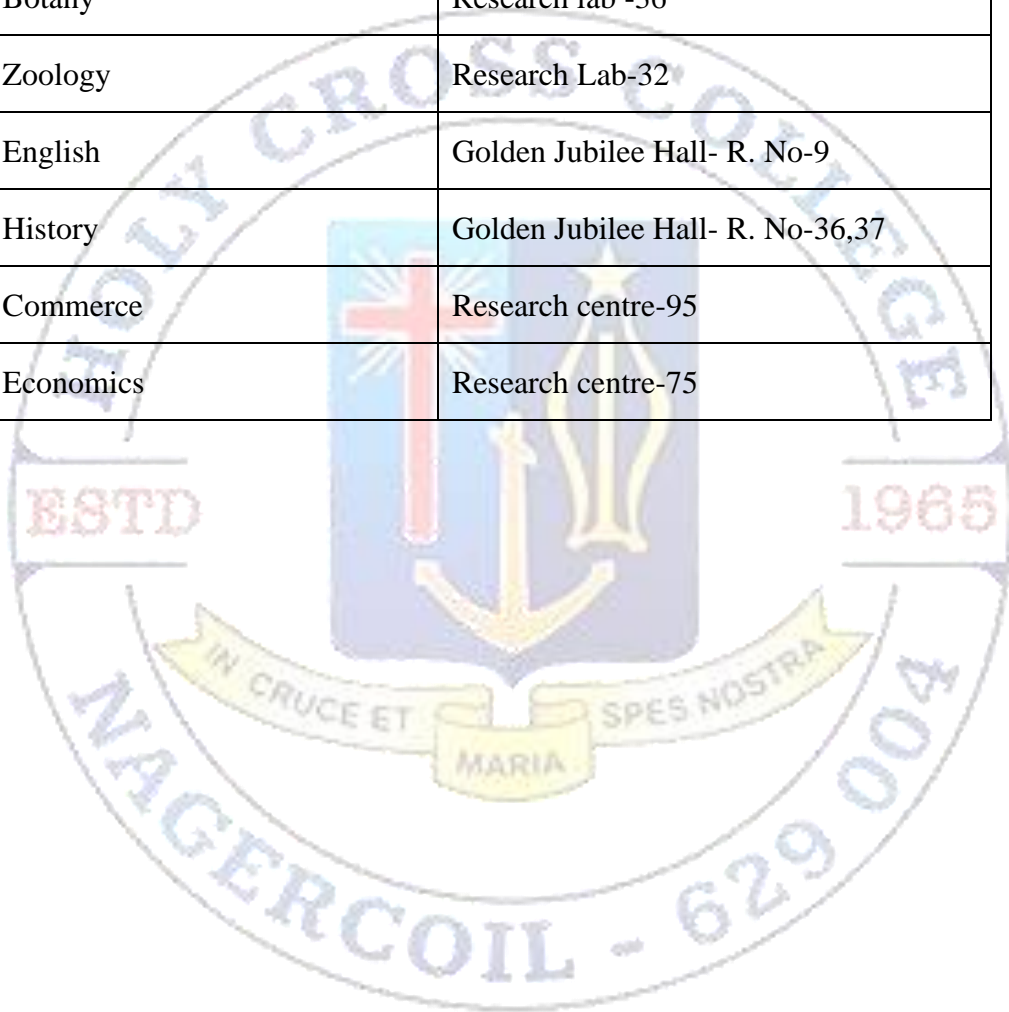 Botany Research lab -36
Zoology Research Lab-32
English Golden Jubilee Hall- R. No-9
History Golden Jubilee Hall- R. No-36,37
Commerce Research centre-95
Economics Research centre-75
HOLY CROSS COLLEGE
ESTD 1965
IN CRUCE ET MARIA SPES NOSTRA
NAGERCOIL - 629 004